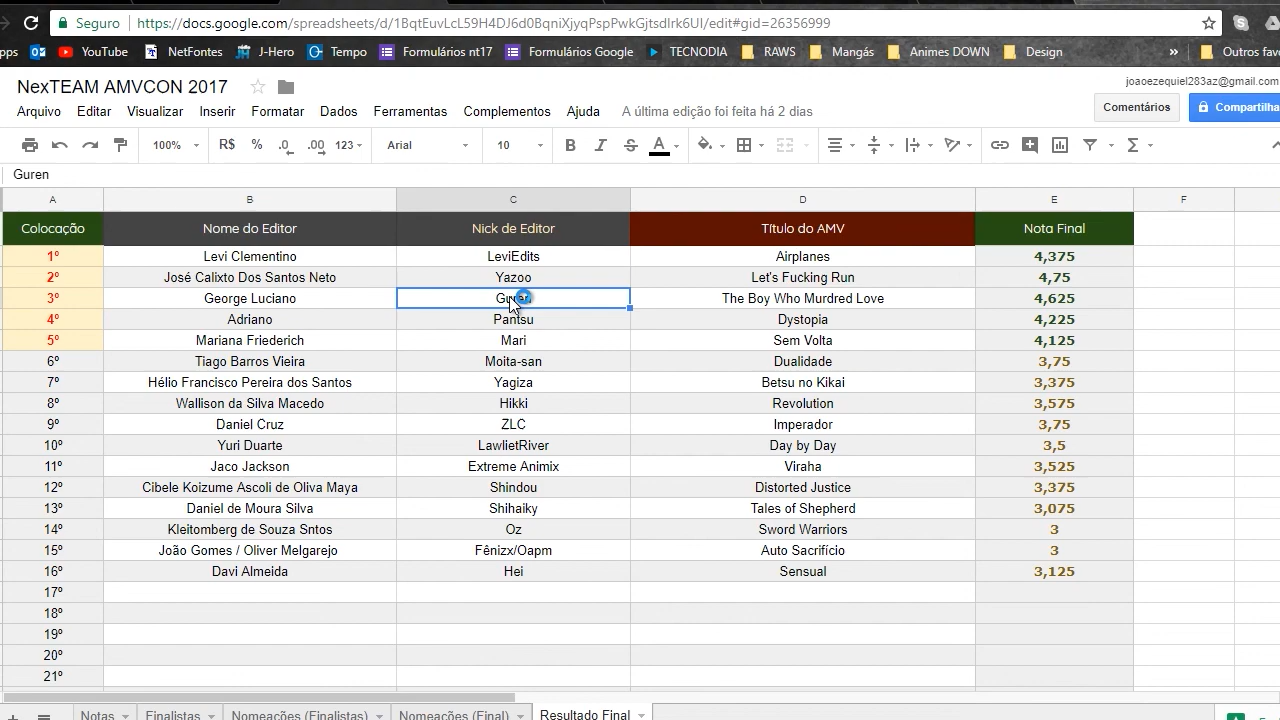 Seguro https://docs.google.com/spreadsheets/d/1BqtEuvLcL59H4DJ6d0BqniXjyqPspPwkGjtsdlrk6UI/edit#gid=26356999
pps YouTube NetFontes J-Hero Tempo Formulários nt17 Formulários Google TECNODIA RAWS Mangás Animes DOWN Design » Outros favo
NexTEAM AMVCON 2017
joaoezequiel283az@gmail.com
Arquivo Editar Visualizar Inserir Formatar Dados Ferramentas Complementos Ajuda A última edição foi feita há 2 dias
Comentários Compartilha
100% R$ % .0 .00 123 Arial 10 B I S A Σ
Guren
A B C D E F
Colocação Nome do Editor Nick de Editor Título do AMV Nota Final
1º Levi Clementino LeviEdits Airplanes 4,375
2º José Calixto Dos Santos Neto Yazoo Let's Fucking Run 4,75
3º George Luciano Guren The Boy Who Murdred Love 4,625
4º Adriano Pantsu Dystopia 4,225
5º Mariana Friederich Mari Sem Volta 4,125
6º Tiago Barros Vieira Moita-san Dualidade 3,75
7º Hélio Francisco Pereira dos Santos Yagiza Betsu no Kikai 3,375
8º Wallison da Silva Macedo Hikki Revolution 3,575
9º Daniel Cruz ZLC Imperador 3,75
10º Yuri Duarte LawlietRiver Day by Day 3,5
11º Jaco Jackson Extreme Animix Viraha 3,525
12º Cibele Koizume Ascoli de Oliva Maya Shindou Distorted Justice 3,375
13º Daniel de Moura Silva Shihaiky Tales of Shepherd 3,075
14º Kleitomberg de Souza Sntos Oz Sword Warriors 3
15º João Gomes / Oliver Melgarejo Fênizx/Oapm Auto Sacrifício 3
16º Davi Almeida Hei Sensual 3,125
17º
18º
19º
20º
21º
Notas Finalistas Nomeações (Finalistas) Nomeações (Final) Resultado Final